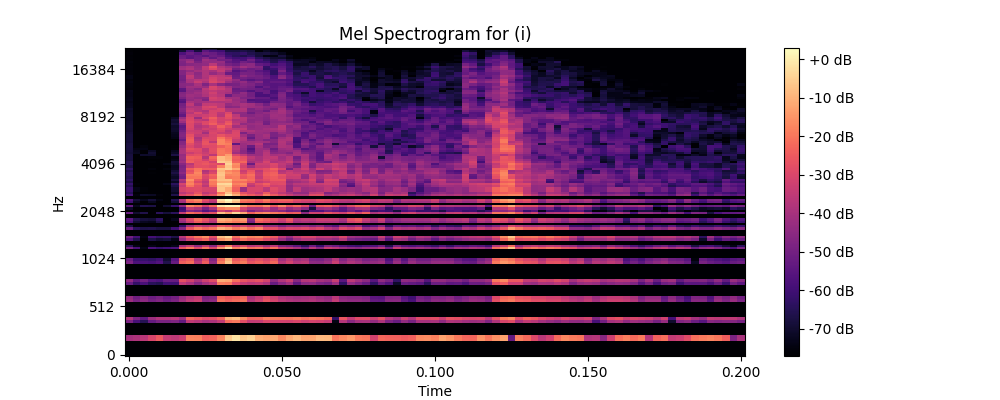 Mel Spectrogram for (i)
Hz
16384
8192
4096
2048
1024
512
0
0.000 0.050 0.100 0.150 0.200
Time
+0 dB
-10 dB
-20 dB
-30 dB
-40 dB
-50 dB
-60 dB
-70 dB